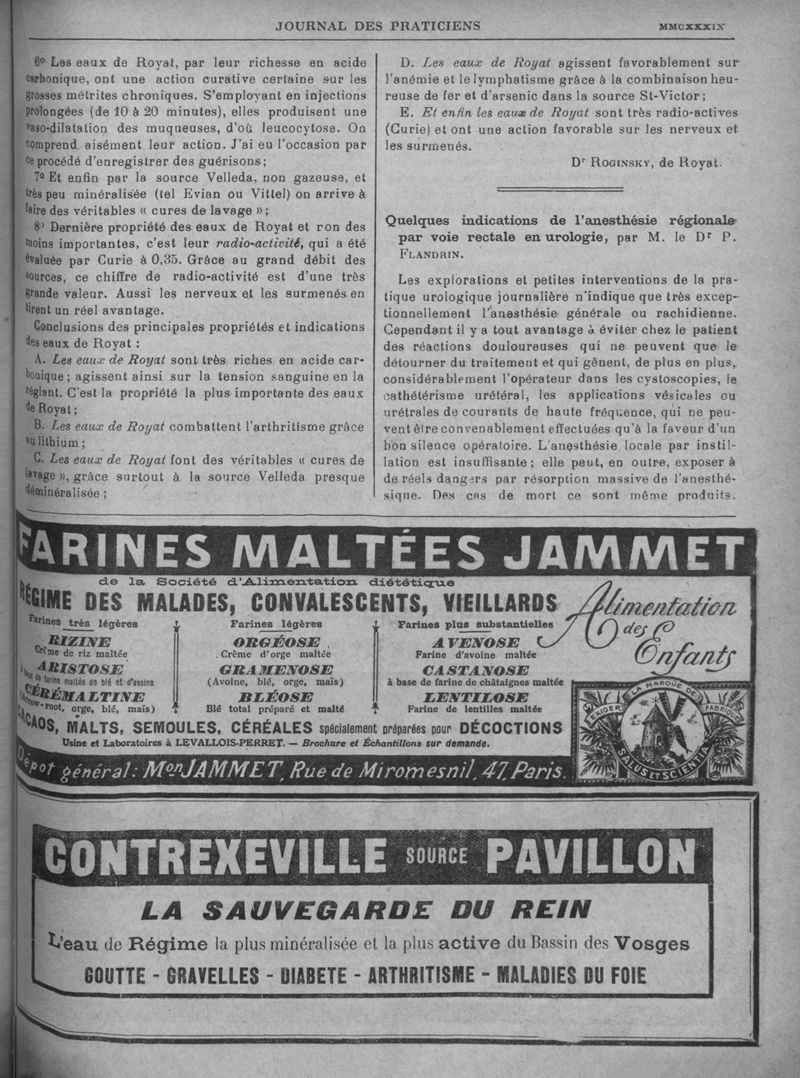 JOURNAL DES PRATICIENS
MMCXXXIX
6º Les eaux de Royat, par leur richesse en acide
carbonique, ont une action curative certaine sur les
grosses métrites chroniques. S'employant en injections
prolongées (de 10 à 20 minutes), elles produisent une
vaso-dilatation des muqueuses, d'où leucocytose. On
comprend aisément leur action. J'ai eu l'occasion par
ce procédé d'enregistrer des guérisons;
7º Et enfin par la source Velleda, non gazeuse, et
très peu minéralisée (tel Evian ou Vittel) on arrive à
faire des véritables « cures de lavage »;
8º Dernière propriété des eaux de Royat et non des
moins importantes, c'est leur radio-activité, qui a été
évaluée par Curie à 0,35. Grâce au grand débit des
sources, ce chiffre de radio-activité est d'une très
grande valeur. Aussi les nerveux et les surmenés en
tirent un réel avantage.
Conclusions des principales propriétés et indications
des eaux de Royat :
A. Les eaux de Royat sont très riches en acide car-
bonique; agissent ainsi sur la tension sanguine en la
réglant. C'est la propriété la plus importante des eaux
de Royat;
B. Les eaux de Royat combattent l'arthritisme grâce
au lithium;
C. Les eaux de Royat font des véritables « cures de
lavage », grâce surtout à la source Velleda presque
déminéralisée;
D. Les eaux de Royat agissent favorablement sur
l'anémie et le lymphatisme grâce à la combinaison heu-
reuse de fer et d'arsenic dans la source St-Victor;
E. Et enfin les eaux de Royat sont très radio-actives
(Curie) et ont une action favorable sur les nerveux et
les surmenés.
Dr ROGINSKY, de Royat.
Quelques indications de l'anesthésie régionale
par voie rectale en urologie, par M. le Dr P.
FLANDRIN.
Les explorations et petites interventions de la pra-
tique urologique journalière n'indique que très excep-
tionnellement l'anesthésie générale ou rachidienne.
Cependant il y a tout avantage à éviter chez le patient
des réactions douloureuses qui ne peuvent que le
détourner du traitement et qui gênent, de plus en plus,
considérablement l'opérateur dans les cystoscopies, le
cathétérisme urétéral, les applications vésicales ou
urétrales de courants de haute fréquence, qui ne peu-
vent être convenablement effectuées qu'à la faveur d'un
bon silence opératoire. L'anesthésie locale par instil-
lation est insuffisante; elle peut, en outre, exposer à
de réels dangers par résorption massive de l'anesthé-
sique. Des cas de mort ce sont même produits.
FARINES MALTÉES JAMMET
de la Société d'Alimentation diététique
RÉGIME DES MALADES, CONVALESCENTS, VIEILLARDS
Alimentation
des
Enfants
Farines très légères
RIZINE
Crème de riz maltée
ARISTOSE
à base de farine maltée de blé et d'avoine
CÉRÉMALTINE
(Arrow-root, orge, blé, maïs)
Farines légères
ORGÉOSE
Crème d'orge maltée
GRAMENOSE
(Avoine, blé, orge, maïs)
BLÉOSE
Blé total préparé et malté
Farines plus substantielles
AVENOSE
Farine d'avoine maltée
CASTANOSE
à base de farine de châtaignes maltée
LENTILOSE
Farine de lentilles maltée
CACAOS, MALTS, SEMOULES, CÉRÉALES spécialement préparées pour DÉCOCTIONS
Usine et Laboratoires à LEVALLOIS-PERRET. — Brochure et Échantillons sur demande.
EXIGER LA MARQUE DE FABRIQUE
SALUS ET SCIENTIA
Dépôt général: Mon JAMMET, Rue de Miromesnil, 47, Paris.
CONTREXEVILLE SOURCE PAVILLON
LA SAUVEGARDE DU REIN
L'eau de Régime la plus minéralisée et la plus active du Bassin des Vosges
GOUTTE - GRAVELLES - DIABETE - ARTHRITISME - MALADIES DU FOIE